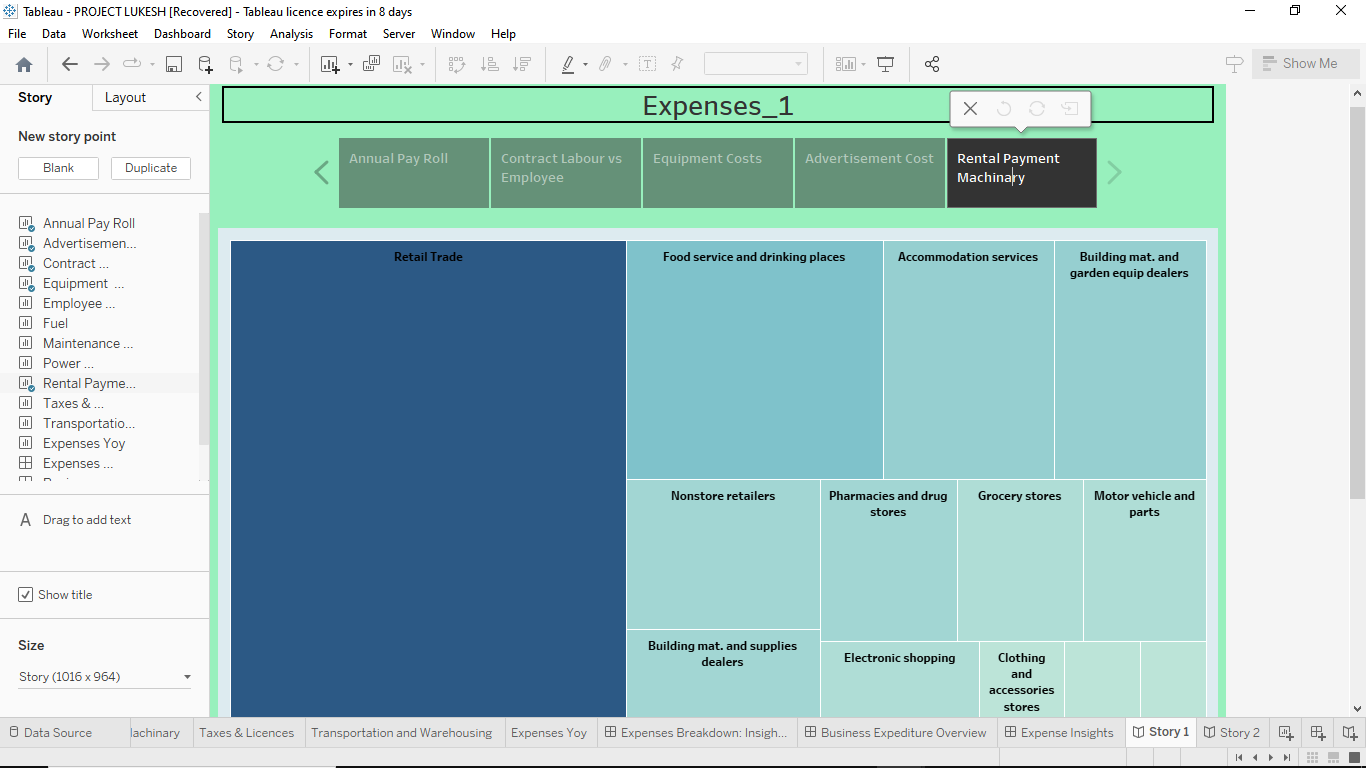 Tableau - PROJECT LUKESH [Recovered] - Tableau licence expires in 8 days
File Data Worksheet Dashboard Story Analysis Format Server Window Help
Show Me
Story Layout
New story point
Blank Duplicate
Annual Pay Roll
Advertisemen...
Contract ...
Equipment ...
Employee ...
Fuel
Maintenance ...
Power ...
Rental Payme...
Taxes & ...
Transportatio...
Expenses Yoy
Expenses ...
A Drag to add text
Show title
Size
Story (1016 x 964)
Expenses_1
Annual Pay Roll
Contract Labour vs
Employee
Equipment Costs
Advertisement Cost
Rental Payment
Machinary
Retail Trade
Food service and drinking places
Accommodation services
Building mat. and
garden equip dealers
Nonstore retailers
Pharmacies and drug
stores
Grocery stores
Motor vehicle and
parts
Building mat. and supplies
dealers
Electronic shopping
Clothing
and
accessories
stores
Data Source lachinary Taxes & Licences Transportation and Warehousing Expenses Yoy Expenses Breakdown: Insigh... Business Expediture Overview Expense Insights Story 1 Story 2